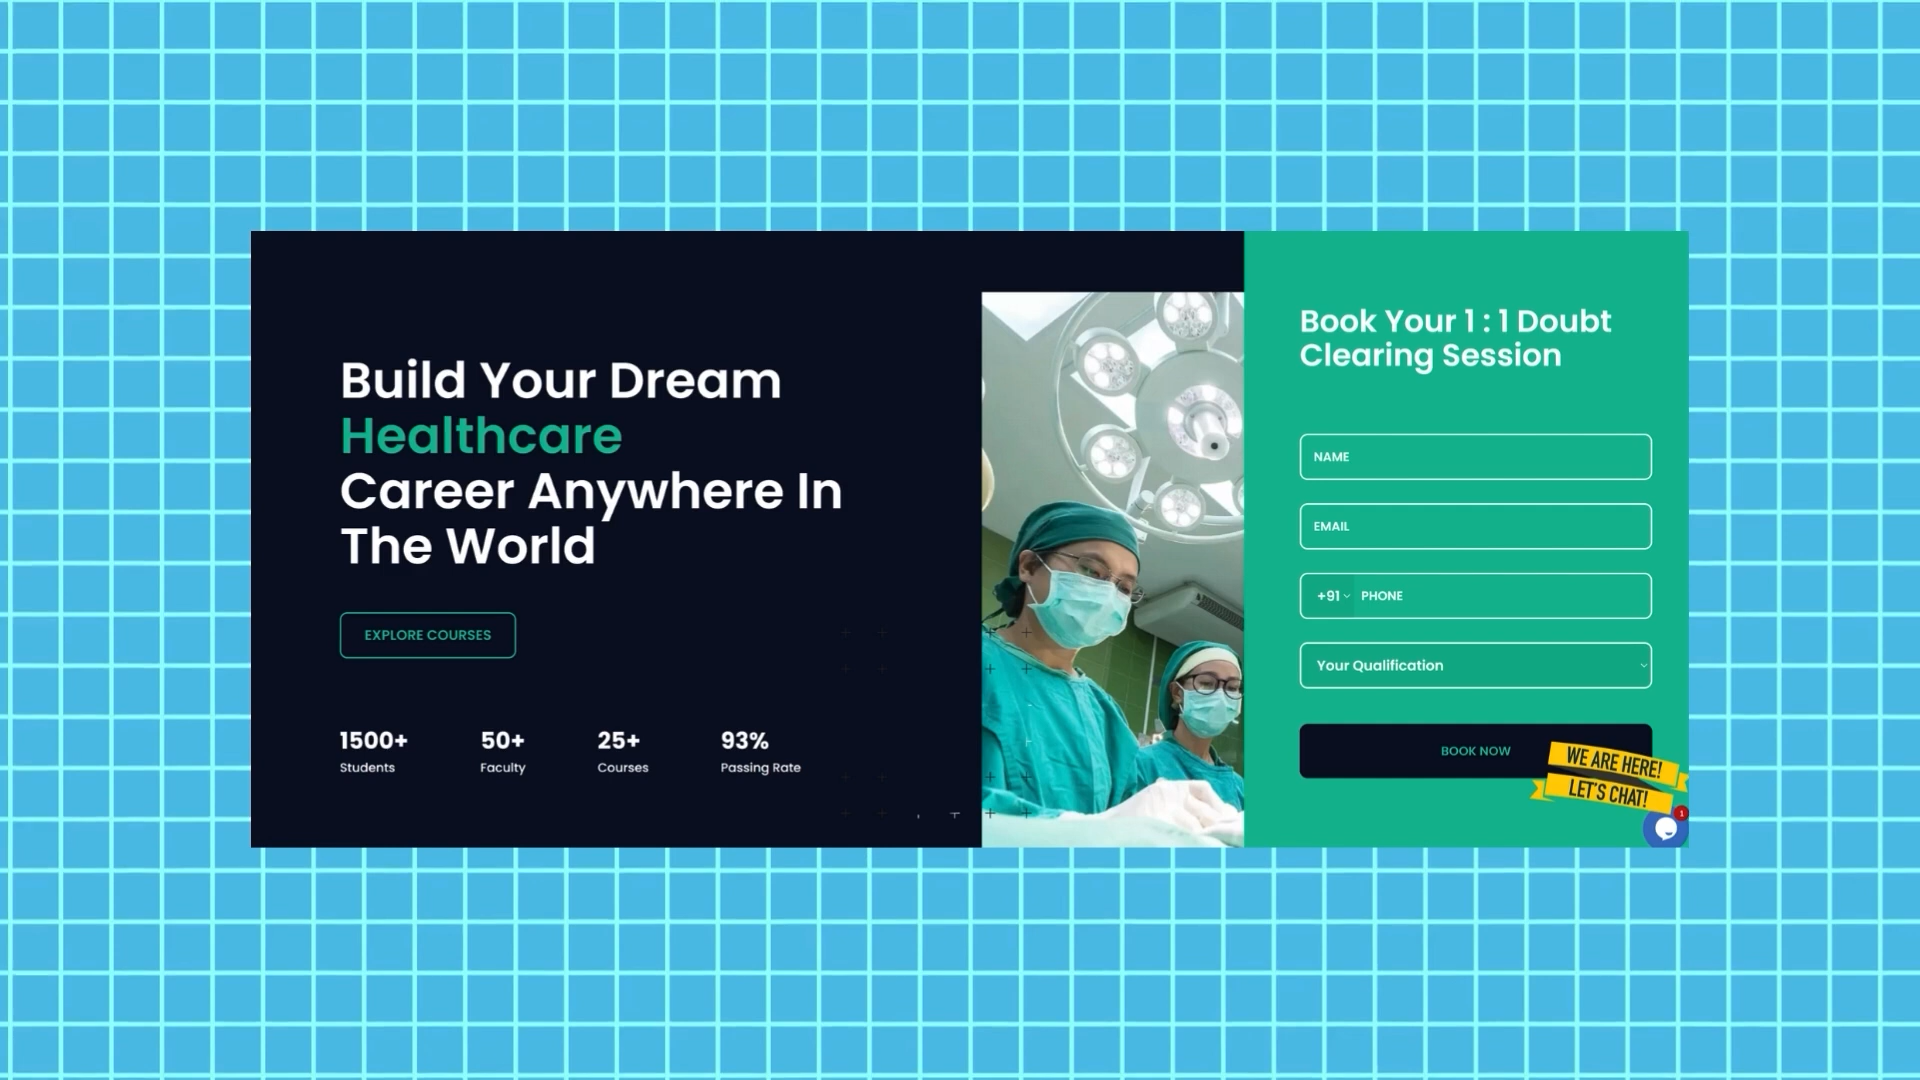 Build Your Dream
Healthcare
Career Anywhere In
The World
EXPLORE COURSES
1500+
Students
50+
Faculty
25+
Courses
93%
Passing Rate
Book Your 1 : 1 Doubt
Clearing Session
NAME
EMAIL
+91 PHONE
Your Qualification
BOOK NOW
WE ARE HERE!
LET'S CHAT!
1